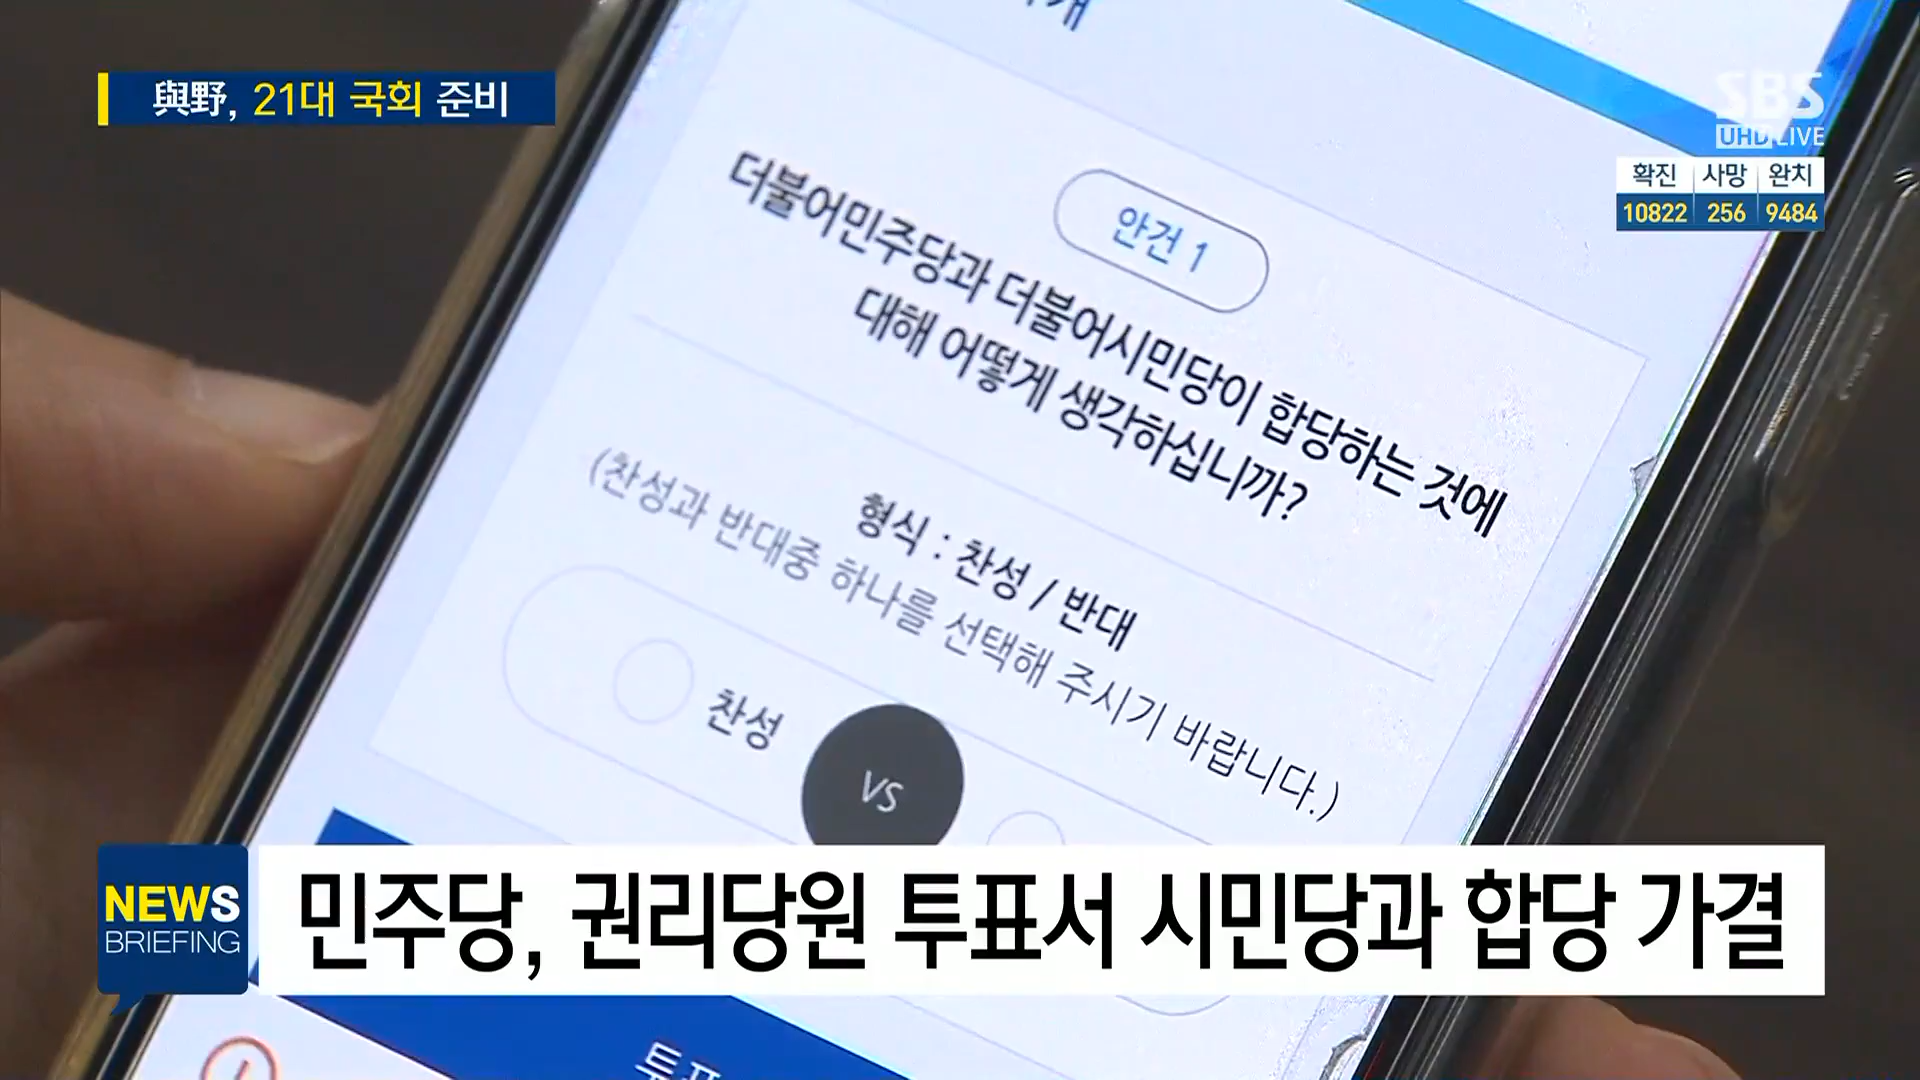 與野, 21대 국회 준비
SBS
UHD LIVE
확진 사망 완치
10822 256 9484
안건 1
더불어민주당과 더불어시민당이 합당하는 것에
대해 어떻게 생각하십니까?
형식 : 찬성 / 반대
(찬성과 반대중 하나를 선택해 주시기 바랍니다.)
찬성
VS
NEWS
BRIEFING
민주당, 권리당원 투표서 시민당과 합당 가결